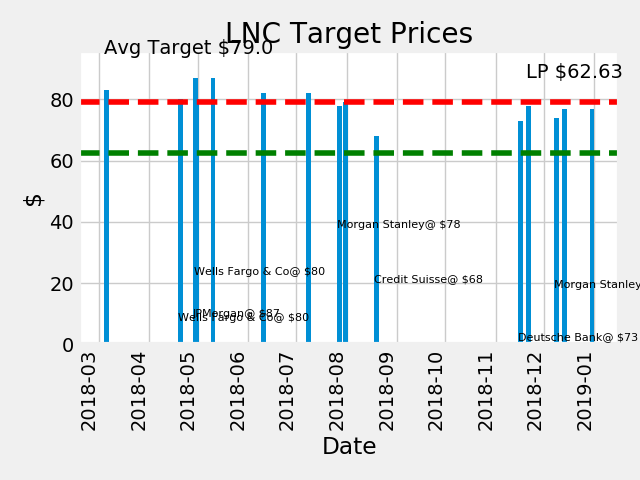 LNC Target Prices
Avg Target $79.0
LP $62.63
80
60
40
20
0
$
Morgan Stanley@ $78
Wells Fargo & Co@ $80
Credit Suisse@ $68
Morgan Stanley
JPMorgan@ $87
Wells Fargo & Co@ $80
Deutsche Bank@ $73
2018-03
2018-04
2018-05
2018-06
2018-07
2018-08
2018-09
2018-10
2018-11
2018-12
2019-01
Date